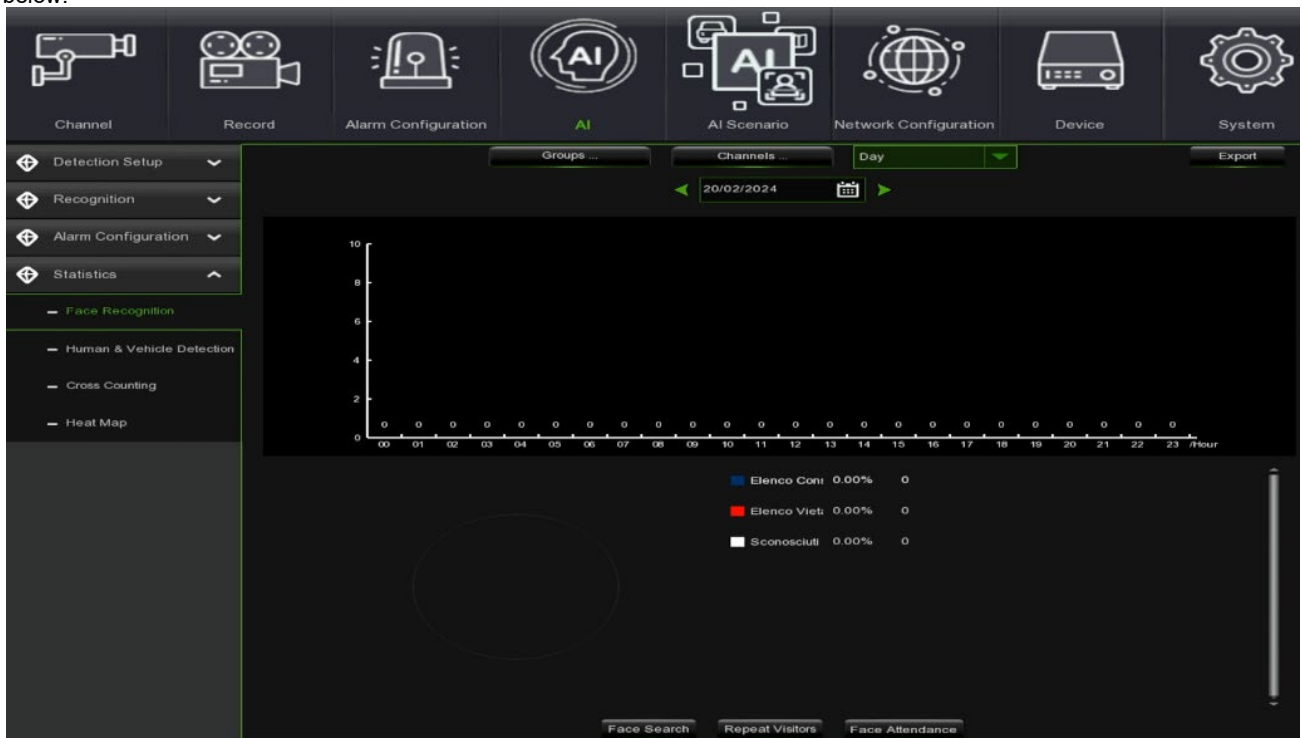 below:
AI
AI
Channel Record Alarm Configuration AI AI Scenario Network Configuration Device System
Detection Setup
Groups ... Channels ... Day Export
20/02/2024
Recognition
Alarm Configuration
Statistics
Face Recognition
Human & Vehicle Detection
Cross Counting
Heat Map
10
8
6
4
2
0 0 0 0 0 0 0 0 0 0 0 0 0 0 0 0 0 0 0 0 0 0 0 0
0
00 01 02 03 04 05 06 07 08 09 10 11 12 13 14 15 16 17 18 19 20 21 22 23 /Hour
Elenco 0.00% 0
Elenco 0.00% 0
Sconosciuti 0.00% 0
Face Search Repeat Visitors Face Attendance